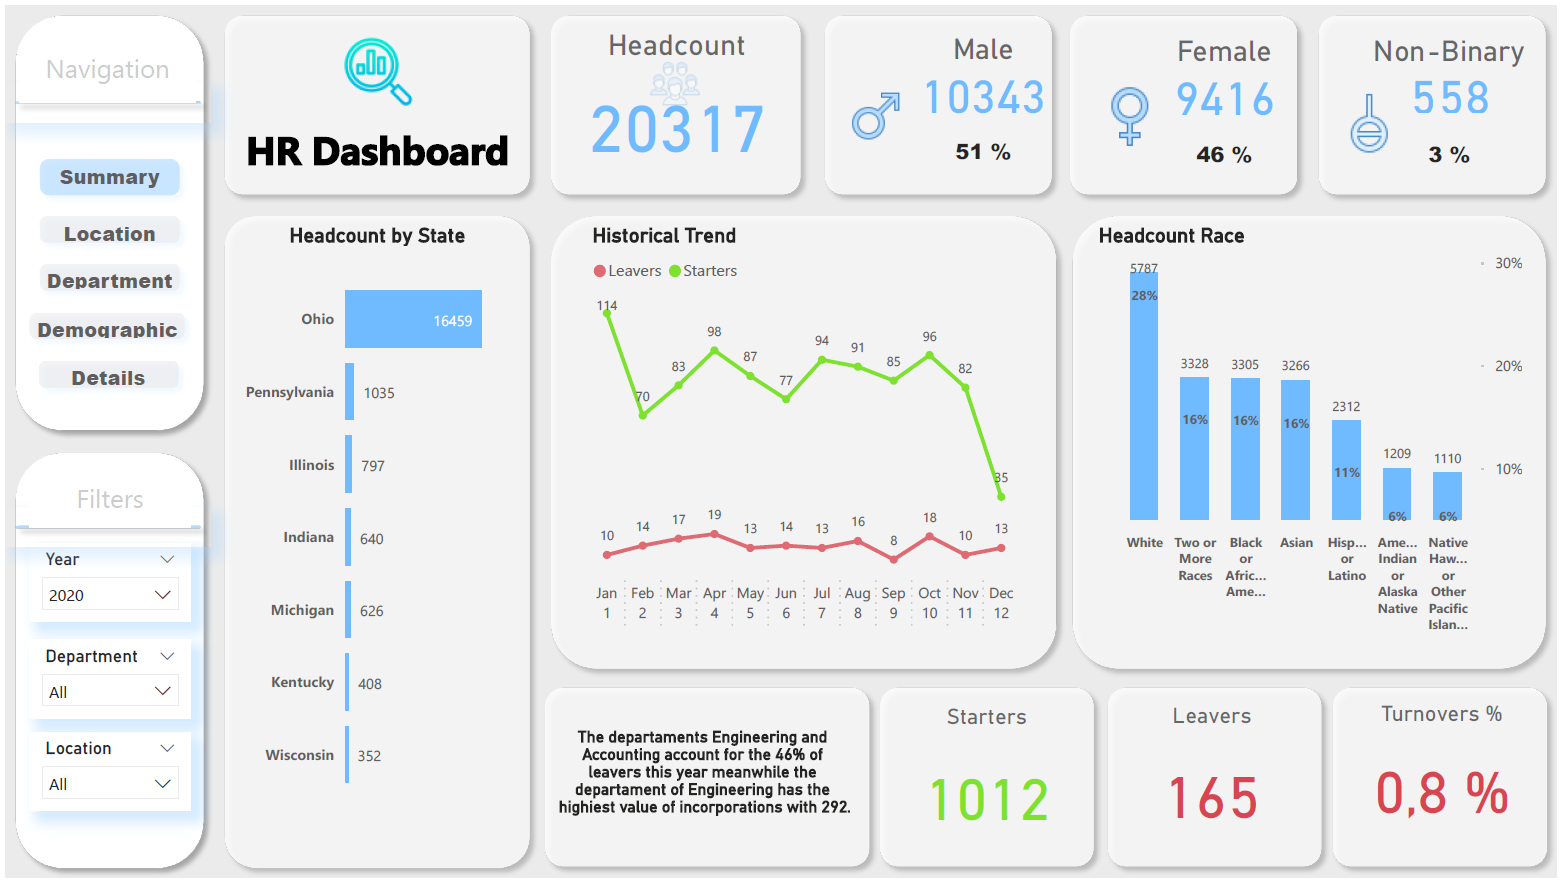 Navigation
Summary
Location
Department
Demographic
Details
Filters
Year
2020
Department
All
Location
All
HR Dashboard
Headcount
20317
Male
10343
51 %
Female
9416
46 %
Non-Binary
558
3 %
Headcount by State
Ohio 16459
Pennsylvania 1035
Illinois 797
Indiana 640
Michigan 626
Kentucky 408
Wisconsin 352
Historical Trend
Leavers Starters
114 70 83 98 87 77 94 91 85 96 82 35
10 14 17 19 13 14 13 16 8 18 10 13
Jan Feb Mar Apr May Jun Jul Aug Sep Oct Nov Dec
1 2 3 4 5 6 7 8 9 10 11 12
Headcount Race
30%
20%
10%
5787 3328 3305 3266 2312 1209 1110
28% 16% 16% 16% 11% 6% 6%
White
Two or
More
Races
Black
or
Afric...
Ame...
Asian
Hisp...
or
Latino
Ame...
Indian
or
Alaska
Native
Native
Haw...
or
Other
Pacific
Islan...
The departaments Engineering and
Accounting account for the 46% of
leavers this year meanwhile the
departament of Engineering has the
highest value of incorporations with 292.
Starters
1012
Leavers
165
Turnovers %
0,8 %